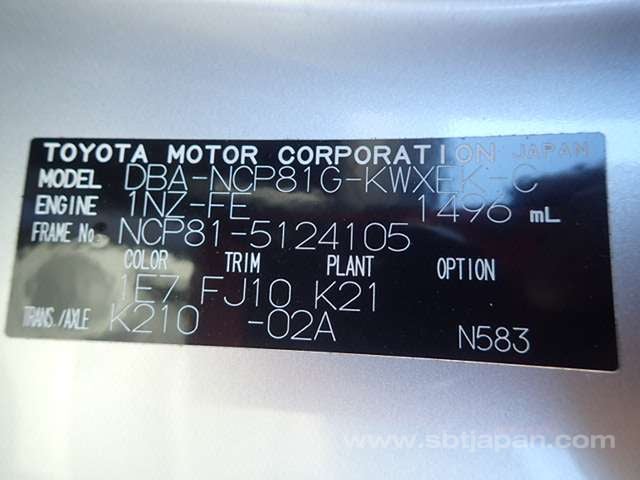 TOYOTA MOTOR CORPORATION JAPAN
MODEL DBA-NCP81G-KWXEK-C
ENGINE 1NZ-FE 1496 mL
FRAME No. NCP81-5124105
COLOR TRIM PLANT OPTION
1E7 FJ10 K21
TRANS./AXLE K210 -02A N583
www.sbtjapan.com